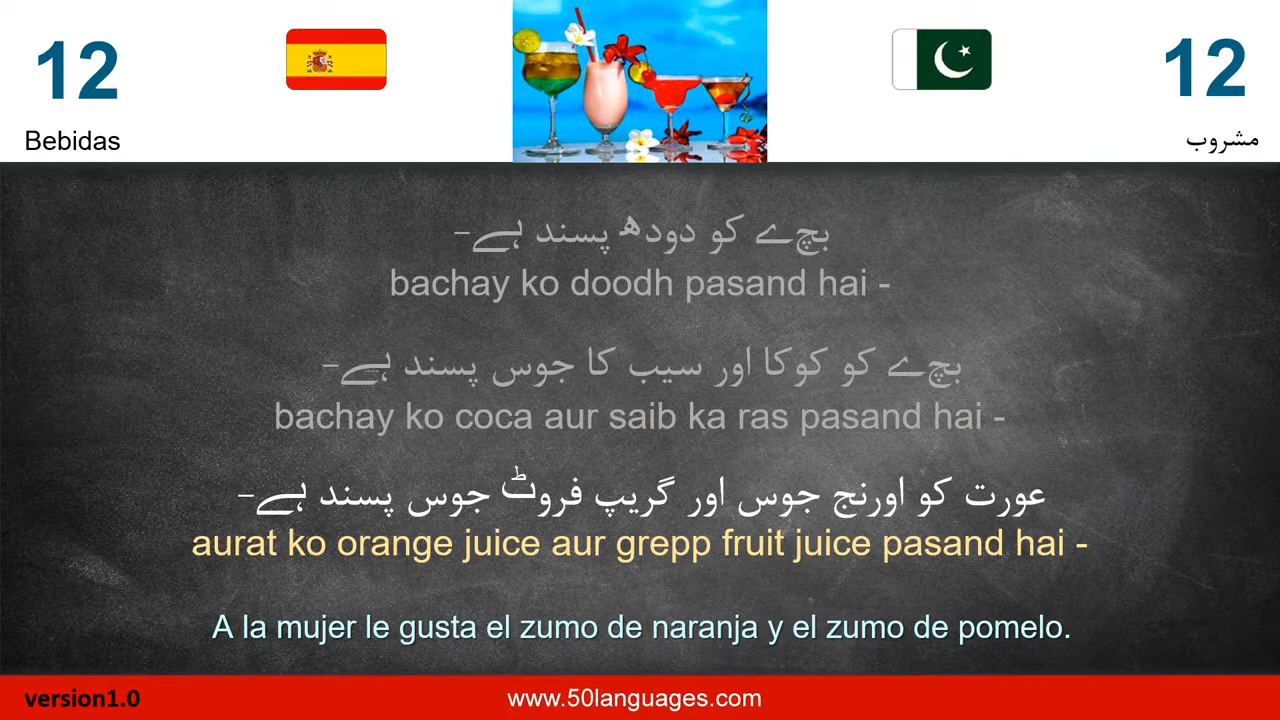 12
Bebidas
12
مشروب
بچے کو دودھ پسند ہے-
bachay ko doodh pasand hai -
بچے کو کوکا اور سیب کا جوس پسند ہے-
bachay ko coca aur saib ka ras pasand hai -
عورت کو اورنج جوس اور گریپ فروٹ جوس پسند ہے-
aurat ko orange juice aur grepp fruit juice pasand hai -
A la mujer le gusta el zumo de naranja y el zumo de pomelo.
version1.0
www.50languages.com